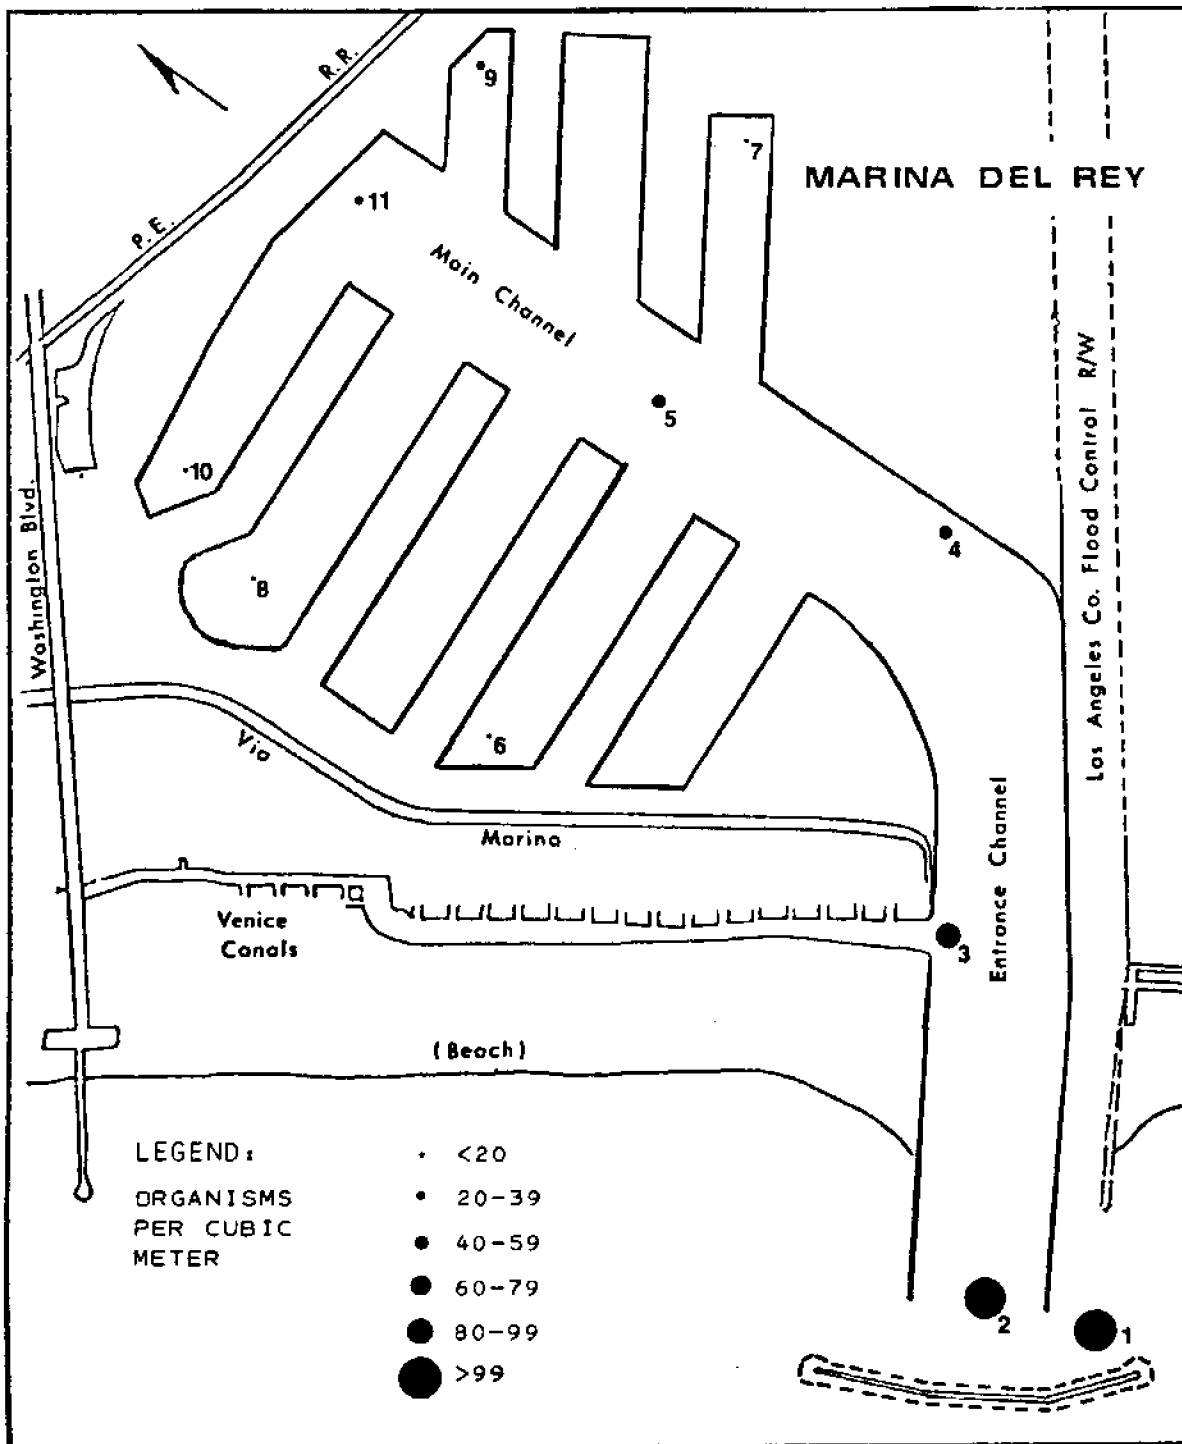 R.R.
9
7
MARINA DEL REY
11
P.E.
Main Channel
5
10
4
Los Angeles Co. Flood Control R/W
Washington Blvd.
8
6
Via
Marina
Entrance Channel
Venice
Canals
3
(Beach)
LEGEND:
ORGANISMS
PER CUBIC
METER
<20
20-39
40-59
60-79
80-99
>99
2
1